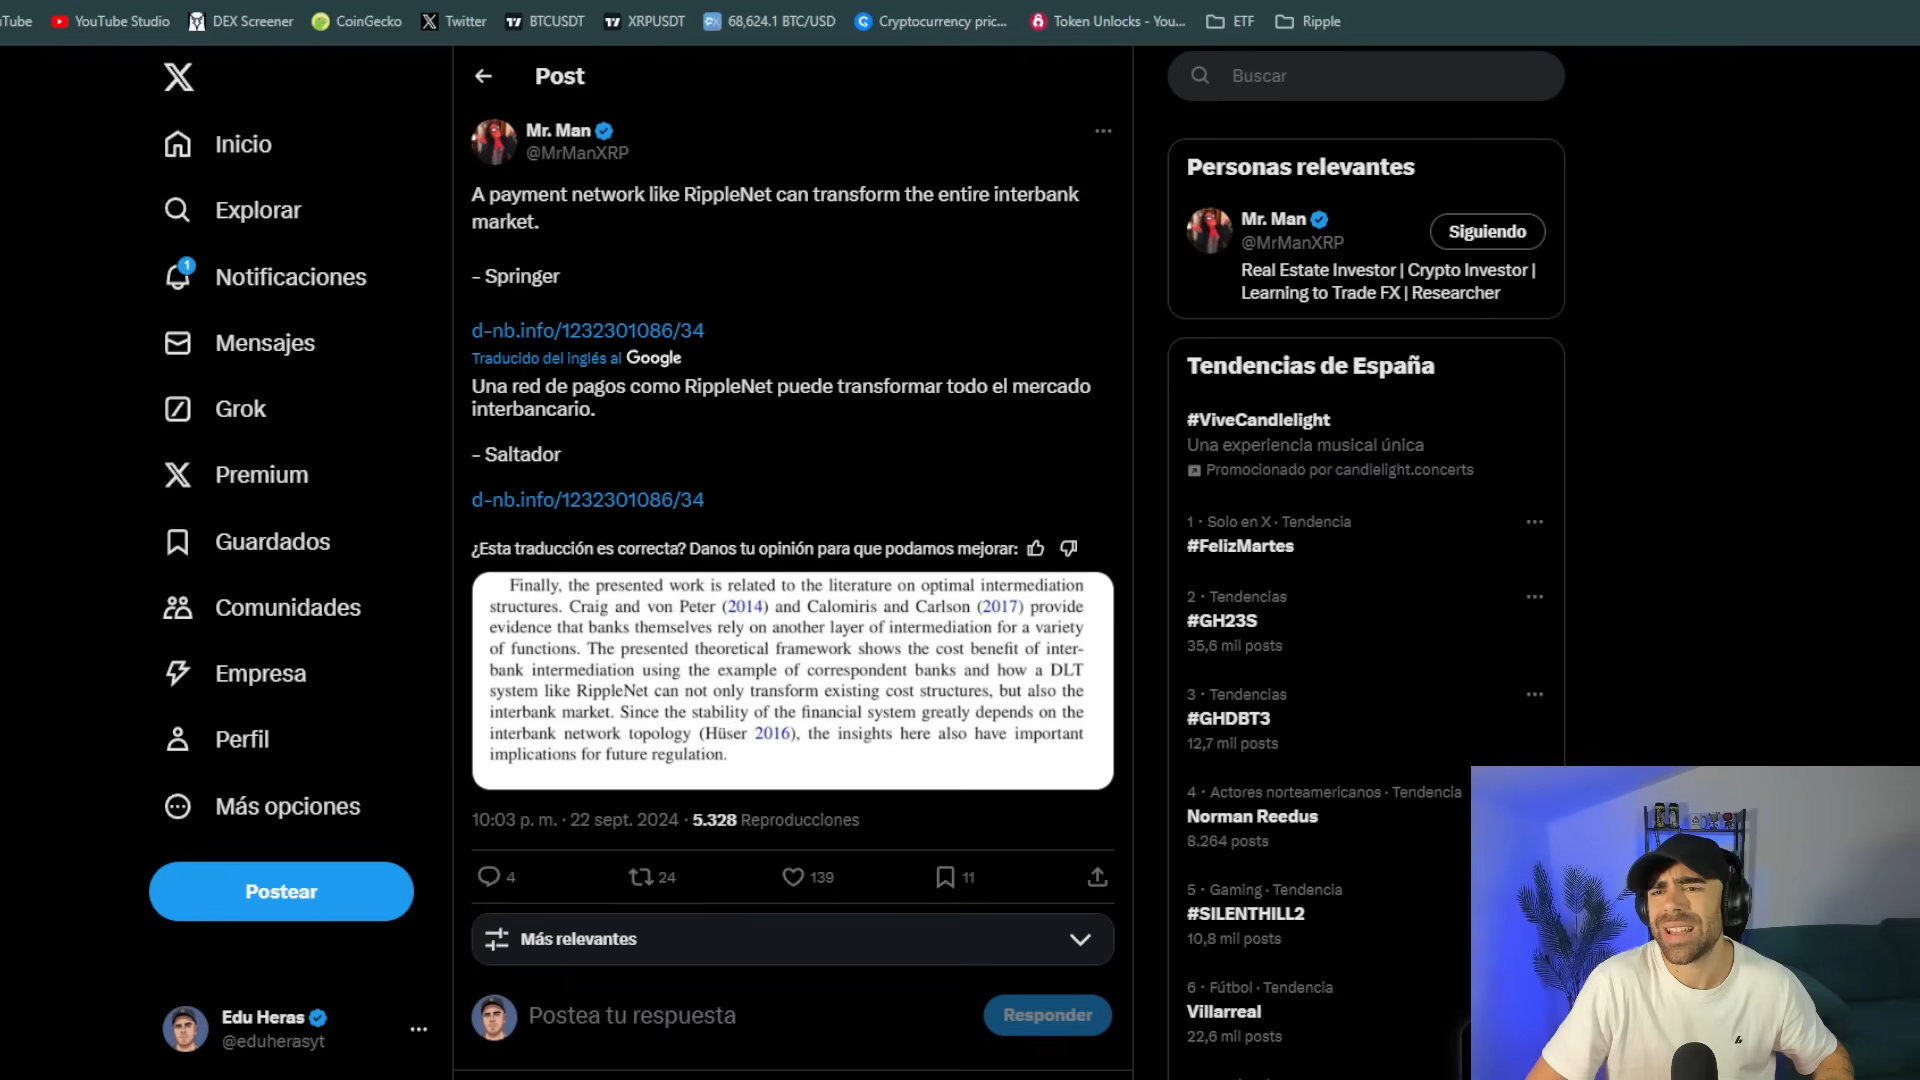 uTube
YouTube Studio
DEX Screener
CoinGecko
Twitter
BTCUSDT
XRPUSDT
68,624.1 BTC/USD
Cryptocurrency pric...
Token Unlocks - You...
ETF
Ripple
Inicio
Explorar
1
Notificaciones
Mensajes
Grok
Premium
Guardados
Comunidades
Empresa
Perfil
Más opciones
Postear
Edu Heras
@eduherasyt
Post
Mr. Man
@MrManXRP
A payment network like RippleNet can transform the entire interbank
market.
– Springer
d-nb.info/1232301086/34
Traducido del inglés al Google
Una red de pagos como RippleNet puede transformar todo el mercado
interbancario.
– Saltador
d-nb.info/1232301086/34
¿Esta traducción es correcta? Danos tu opinión para que podamos mejorar:
Finally, the presented work is related to the literature on optimal intermediation
structures. Craig and von Peter (2014) and Calomiris and Carlson (2017) provide
evidence that banks themselves rely on another layer of intermediation for a variety
of functions. The presented theoretical framework shows the cost benefit of inter-
bank intermediation using the example of correspondent banks and how a DLT
system like RippleNet can not only transform existing cost structures, but also the
interbank market. Since the stability of the financial system greatly depends on the
interbank network topology (Hüser 2016), the insights here also have important
implications for future regulation.
10:03 p. m. · 22 sept. 2024 · 5.328 Reproducciones
4
24
139
11
Más relevantes
Postea tu respuesta
Responder
Buscar
Personas relevantes
Mr. Man
@MrManXRP
Siguiendo
Real Estate Investor | Crypto Investor |
Learning to Trade FX | Researcher
Tendencias de España
#ViveCandlelight
Una experiencia musical única
Promocionado por candlelight.concerts
1 · Solo en X · Tendencia
#FelizMartes
2 · Tendencias
#GH23S
35,6 mil posts
3 · Tendencias
#GHDBT3
12,7 mil posts
4 · Actores norteamericanos · Tendencia
Norman Reedus
8.264 posts
5 · Gaming · Tendencia
#SILENTHILL2
10,8 mil posts
6 · Fútbol · Tendencia
Villarreal
22,6 mil posts